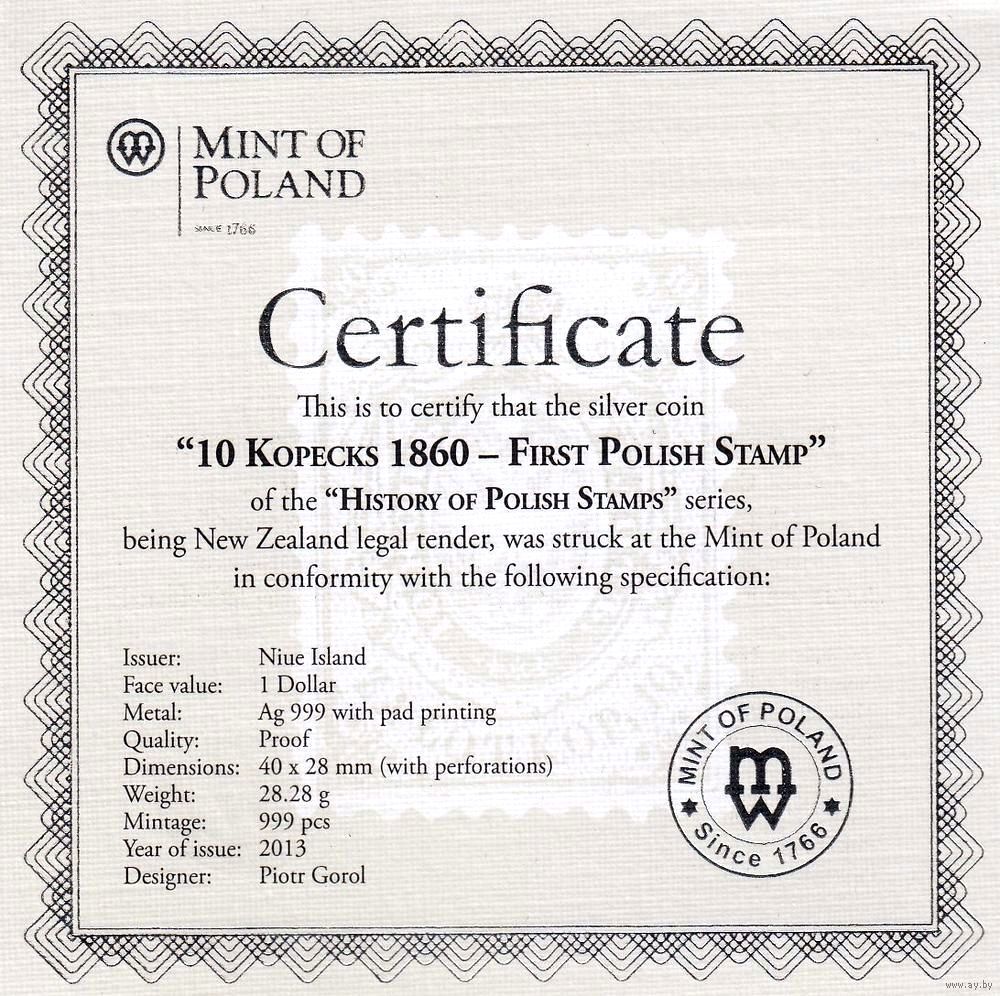 MINT OF
POLAND
SINCE 1766
Certificate
This is to certify that the silver coin
“10 KOPECKS 1860 – FIRST POLISH STAMP”
of the “HISTORY OF POLISH STAMPS” series,
being New Zealand legal tender, was struck at the Mint of Poland
in conformity with the following specification:
Issuer: Niue Island
Face value: 1 Dollar
Metal: Ag 999 with pad printing
Quality: Proof
Dimensions: 40 x 28 mm (with perforations)
Weight: 28.28 g
Mintage: 999 pcs
Year of issue: 2013
Designer: Piotr Gorol
MINT OF POLAND
mw
Since 1766
www.ay.by